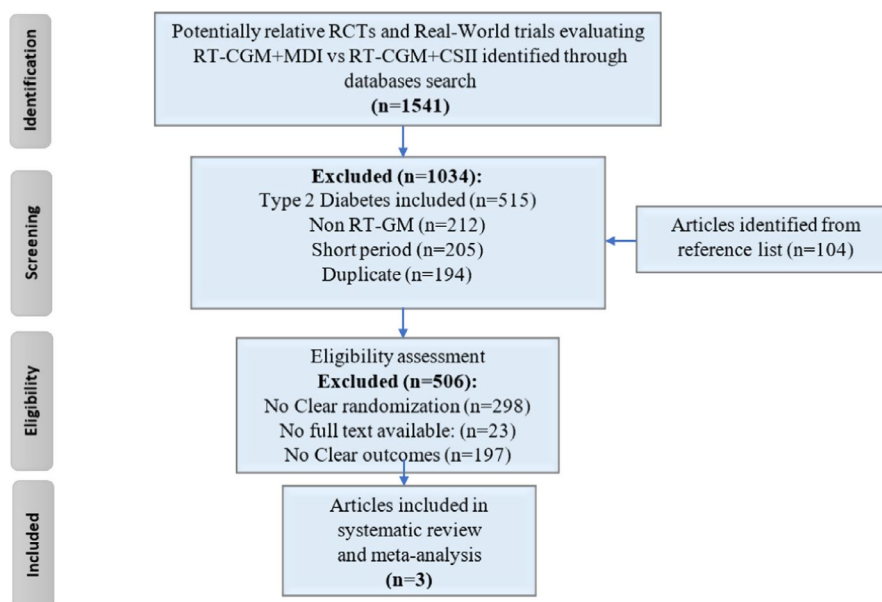 Identification
Potentially relative RCTs and Real-World trials evaluating
RT-CGM+MDI vs RT-CGM+CSII identified through
databases search
(n=1541)
Screening
Excluded (n=1034):
Type 2 Diabetes included (n=515)
Non RT-GM (n=212)
Short period (n=205)
Duplicate (n=194)
Articles identified from
reference list (n=104)
Eligibility
Eligibility assessment
Excluded (n=506):
No Clear randomization (n=298)
No full text available: (n=23)
No Clear outcomes (n=197)
Included
Articles included in
systematic review
and meta-analysis
(n=3)